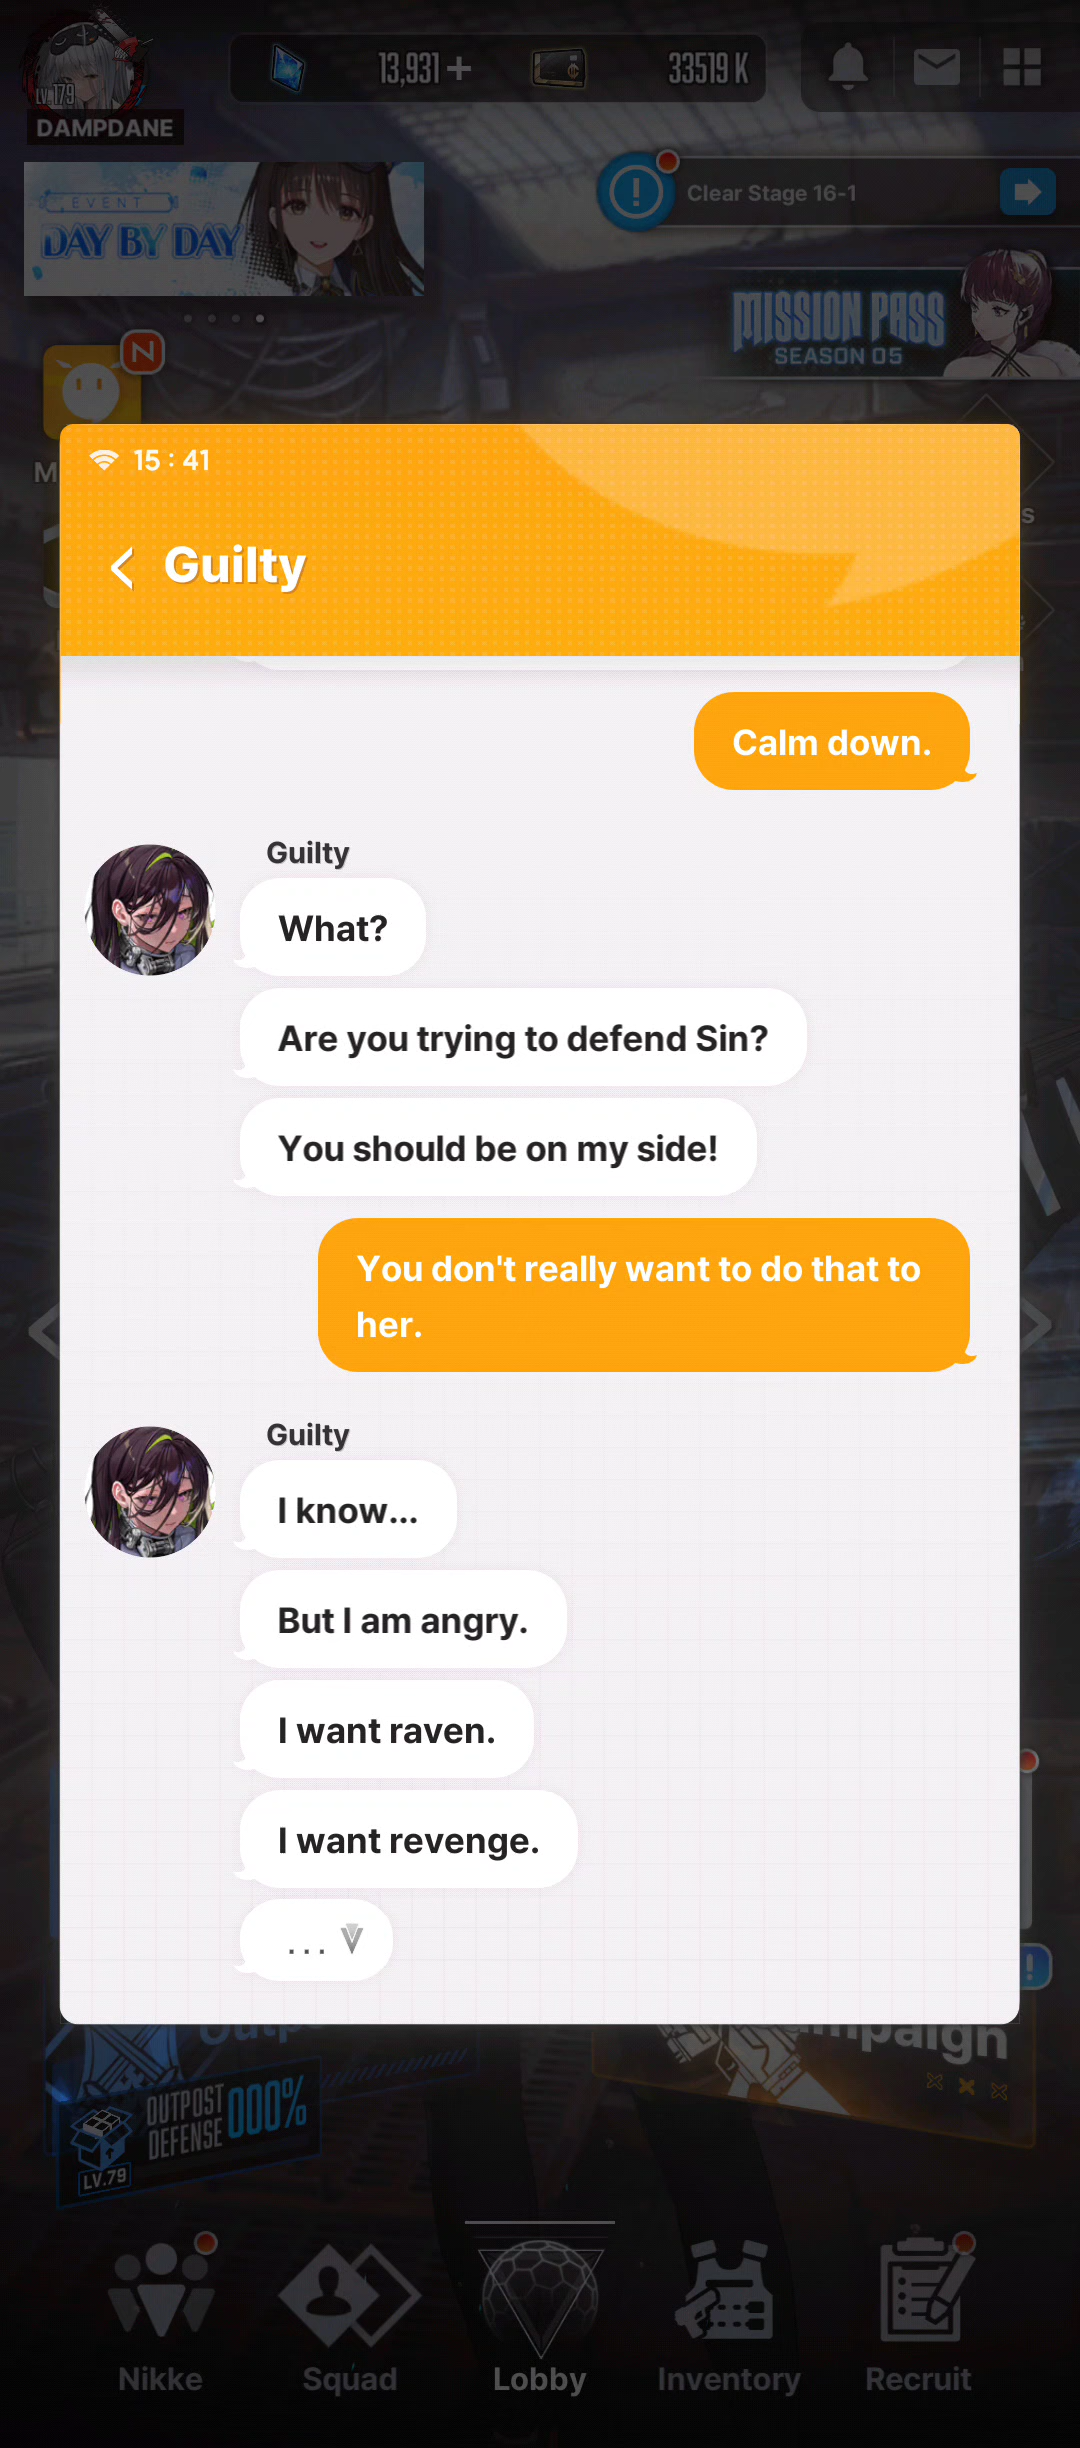 LV.179
13,931
33519 K
DAMPDANE
EVENT
DAY BY DAY
Clear Stage 16-1
MISSION PASS
SEASON 05
N
M
s
15 : 41
Guilty
Calm down.
Guilty
What?
Are you trying to defend Sin?
You should be on my side!
You don't really want to do that to
her.
Guilty
I know...
But I am angry.
I want raven.
I want revenge.
...
OUTPOST
DEFENSE
000%
LV.79
Nikke
Squad
Lobby
Inventory
Recruit